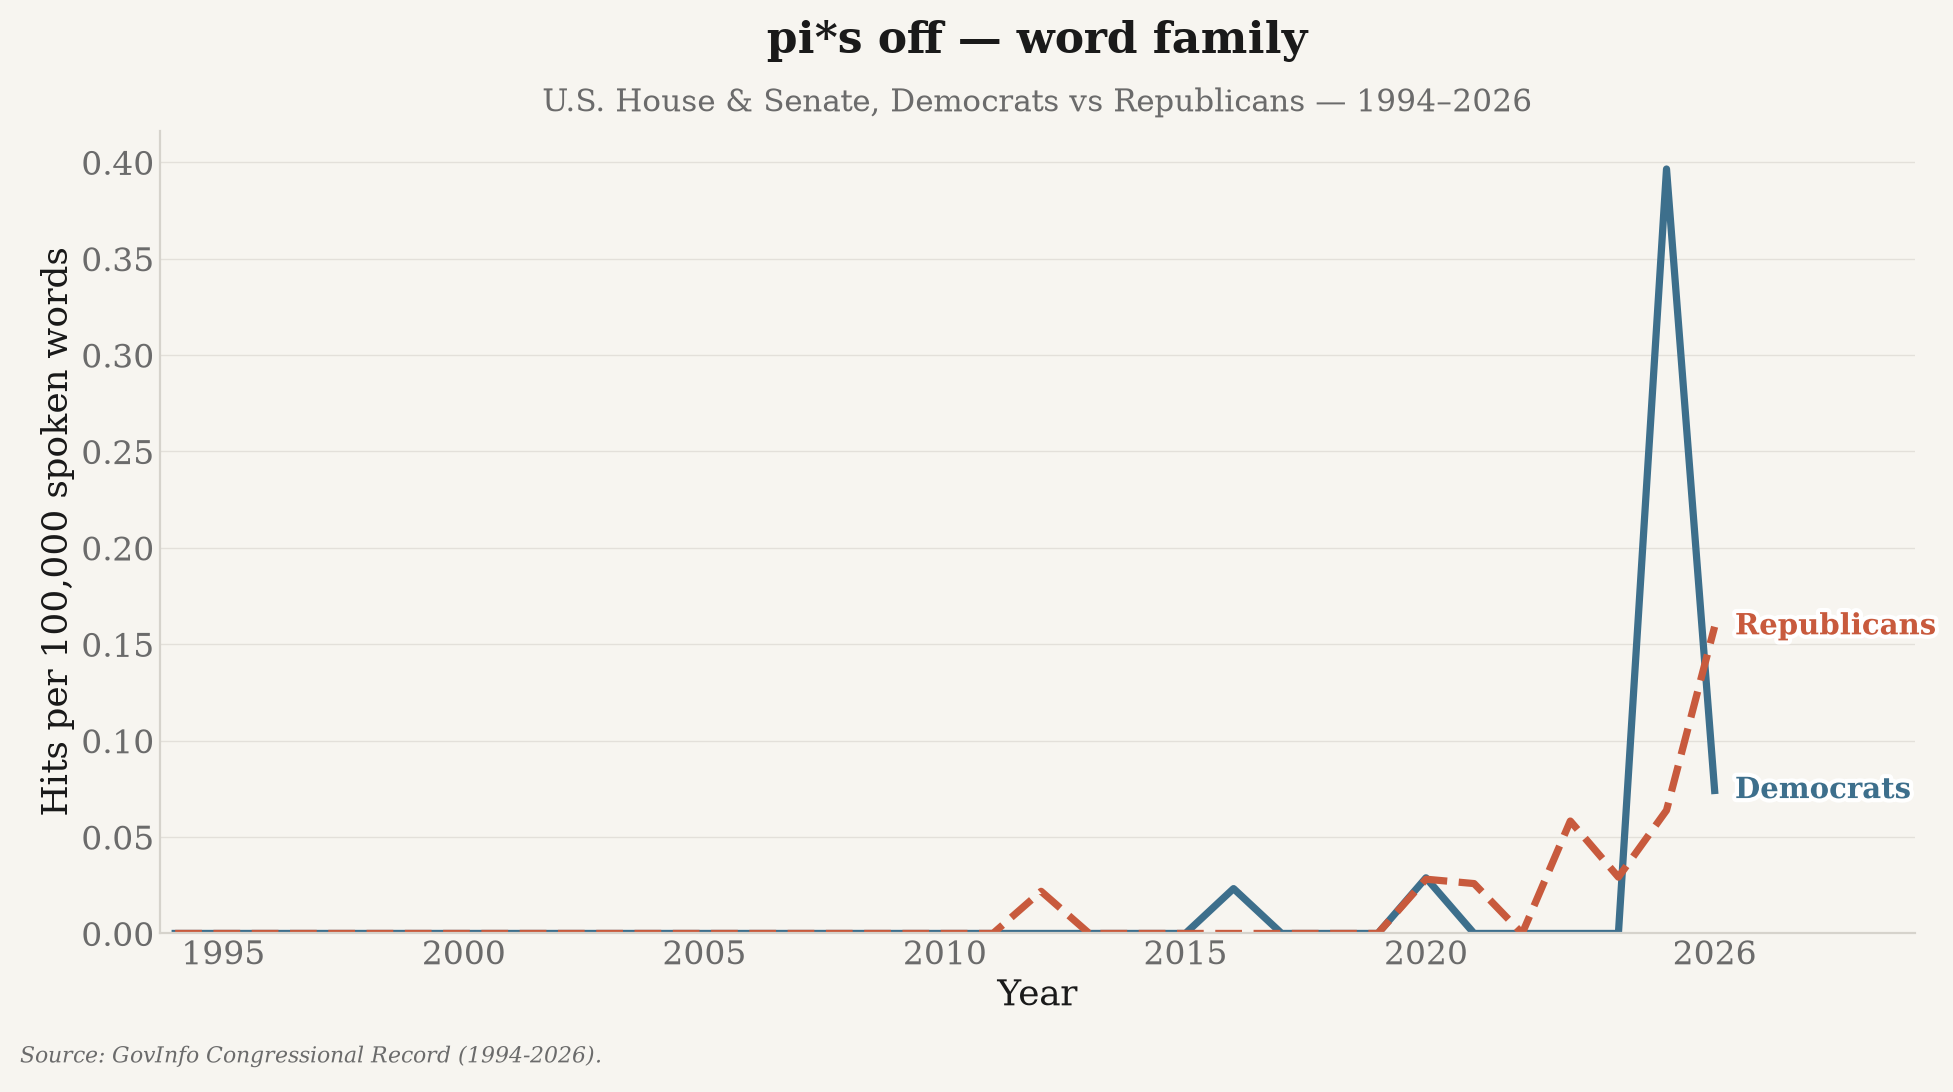 pi*s off — word family
U.S. House & Senate, Democrats vs Republicans — 1994–2026
Hits per 100,000 spoken words
0.40
0.35
0.30
0.25
0.20
0.15
0.10
0.05
0.00
Republicans
Democrats
1995 2000 2005 2010 2015 2020 2026
Year
Source: GovInfo Congressional Record (1994-2026).